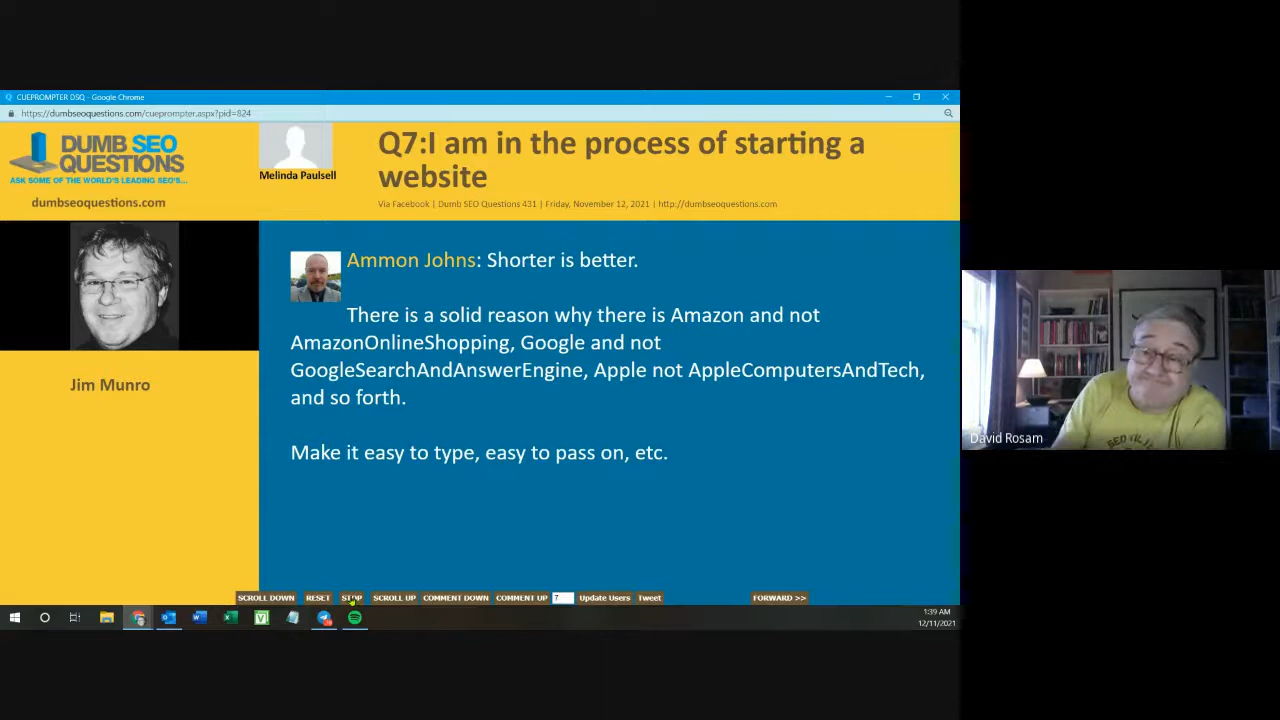 CUEPROMPTER DSQ - Google Chrome
https://dumbseoquestions.com/cueprompter.aspx?pid=824
DUMB SEO
QUESTIONS
ASK SOME OF THE WORLD'S LEADING SEO'S...
dumbseoquestions.com
Melinda Paulsell
Q7:I am in the process of starting a
website
Via Facebook | Dumb SEO Questions 431 | Friday, November 12, 2021 | http://dumbseoquestions.com
Jim Munro
Ammon Johns: Shorter is better.
There is a solid reason why there is Amazon and not
AmazonOnlineShopping, Google and not
GoogleSearchAndAnswerEngine, Apple not AppleComputersAndTech,
and so forth.
Make it easy to type, easy to pass on, etc.
SCROLL DOWN RESET STOP SCROLL UP COMMENT DOWN COMMENT UP 7 Update Users Tweet FORWARD >>
1:39 AM
12/11/2021
David Rosam